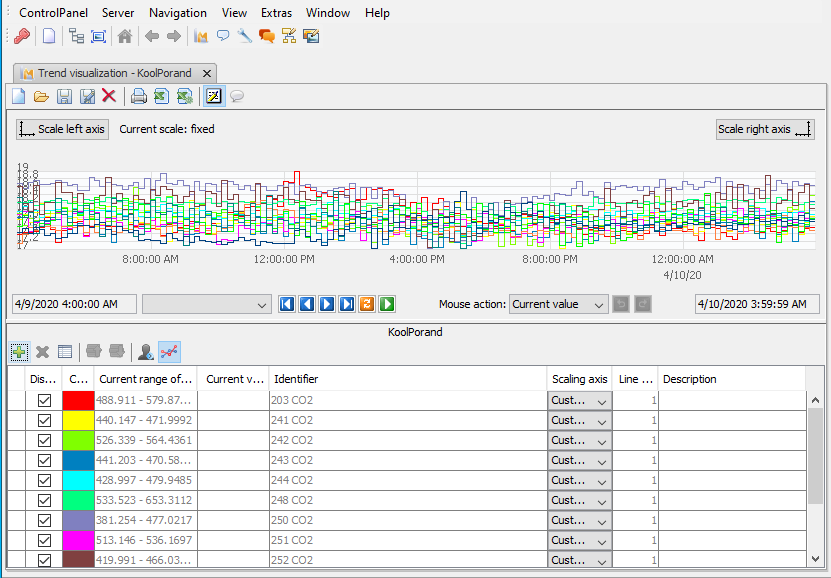 ControlPanel Server Navigation View Extras Window Help
Trend visualization - KoolPorand
Scale left axis Current scale: fixed Scale right axis
19
18.8
17.2
17
8:00:00 AM 12:00:00 PM 4:00:00 PM 8:00:00 PM 12:00:00 AM
4/10/20
4/9/2020 4:00:00 AM Mouse action: Current value 4/10/2020 3:59:59 AM
KoolPorand
Dis... C... Current range of... Current v... Identifier Scaling axis Line ... Description
488.911 - 579.87... 203 CO2 Cust... 1
440.147 - 471.9992 241 CO2 Cust... 1
526.339 - 564.4361 242 CO2 Cust... 1
441.203 - 470.58... 243 CO2 Cust... 1
428.997 - 479.9485 244 CO2 Cust... 1
533.523 - 653.3112 248 CO2 Cust... 1
381.254 - 477.0217 250 CO2 Cust... 1
513.146 - 536.1697 251 CO2 Cust... 1
419.991 - 466.03... 252 CO2 Cust... 1